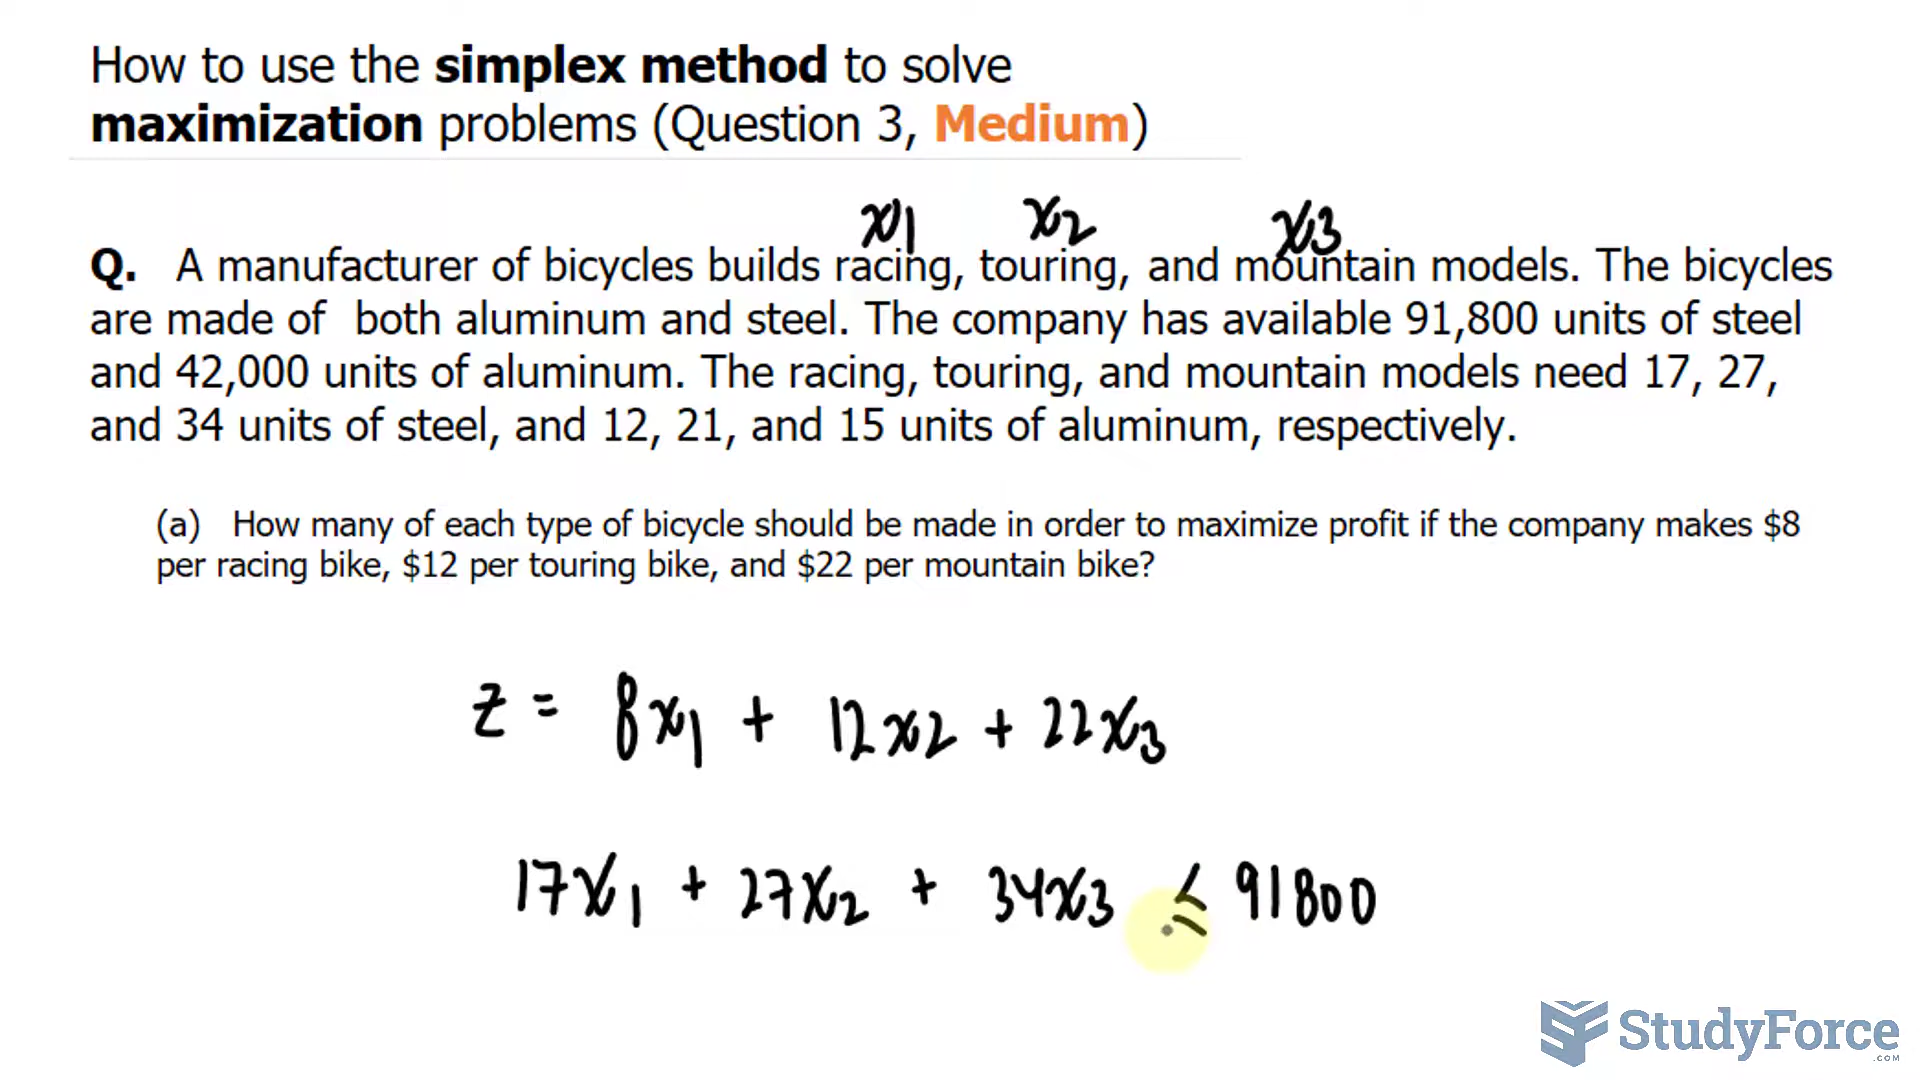 How to use the simplex method to solve
maximization problems (Question 3, Medium)
x1 x2 x3
Q. A manufacturer of bicycles builds racing, touring, and mountain models. The bicycles
are made of both aluminum and steel. The company has available 91,800 units of steel
and 42,000 units of aluminum. The racing, touring, and mountain models need 17, 27,
and 34 units of steel, and 12, 21, and 15 units of aluminum, respectively.
(a) How many of each type of bicycle should be made in order to maximize profit if the company makes $8
per racing bike, $12 per touring bike, and $22 per mountain bike?
z = 8x1 + 12x2 + 22x3
17x1 + 27x2 + 34x3 ≤ 91800
StudyForce
.COM